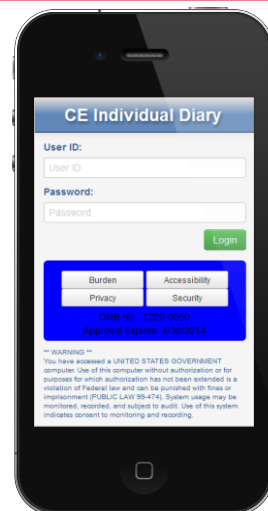 CE Individual Diary
User ID:
User ID
Password:
Password
Login
Burden Accessibility
Privacy Security
OMB No.: 1220-0050
Approval Expires: 4/30/2014
** WARNING **
You have accessed a UNITED STATES GOVERNMENT
computer. Use of this computer without authorization or for
purposes for which authorization has not been extended is a
violation of Federal law and can be punished with fines or
imprisonment (PUBLIC LAW 99-474). System usage may be
monitored, recorded, and subject to audit. Use of this system
indicates consent to monitoring and recording.